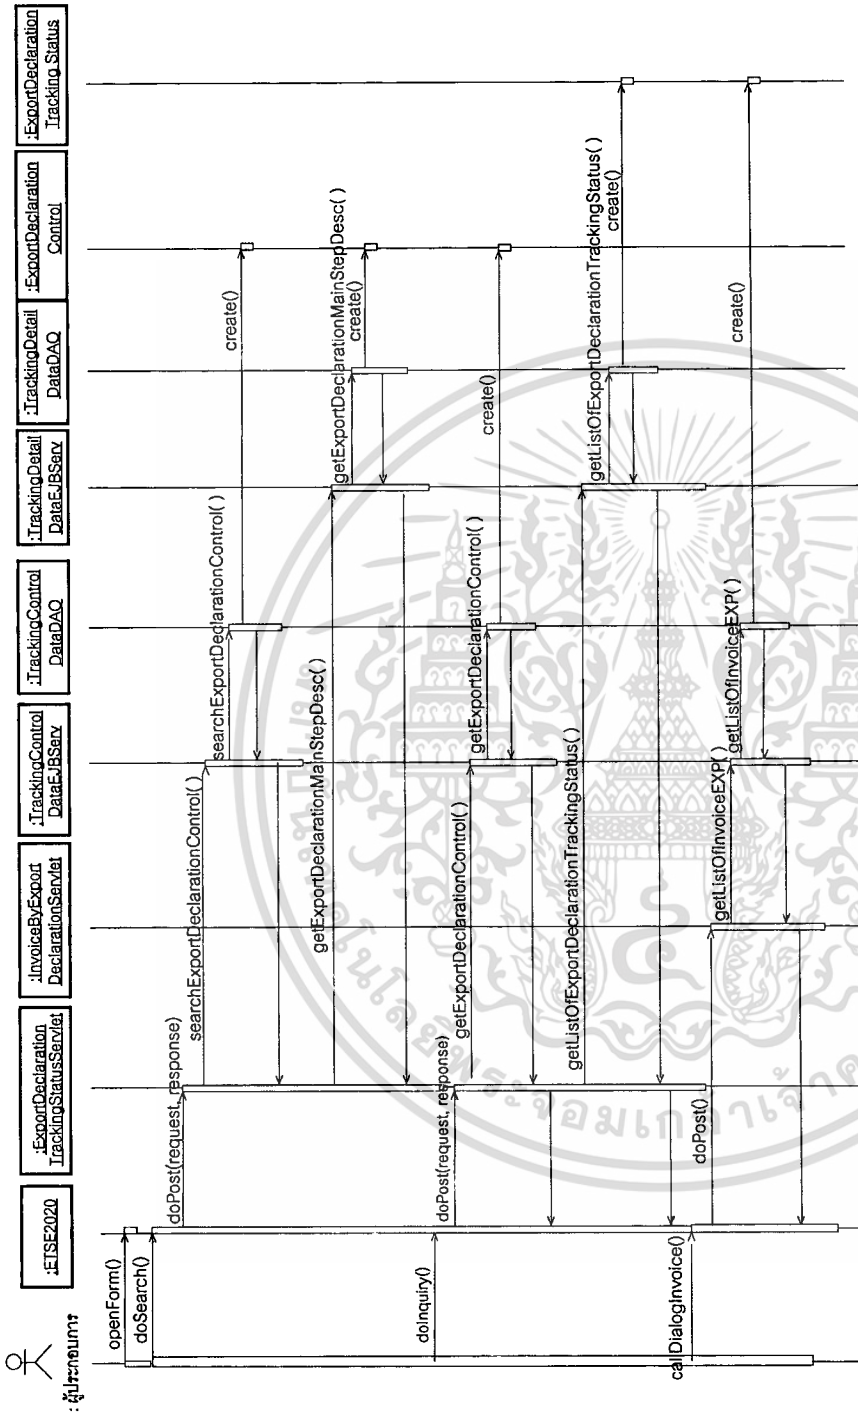 : ผู้ประกอบการ
:ETSE2020
:ExportDeclaration
TrackingStatusServlet
:InvoiceByExport
DeclarationServlet
:TrackingControl
DataEJBServ
:TrackingControl
DataDAO
:TrackingDetail
DataEJBServ
:TrackingDetail
DataDAO
:ExportDeclaration
Control
:ExportDeclaration
Tracking Status
openForm()
doSearch()
doPost(request, response)
searchExportDeclarationControl( )
searchExportDeclarationControl( )
create()
getExportDeclarationMainStepDesc( )
getExportDeclarationMainStepDesc( )
create()
doInquiry()
doPost(request, response)
getExportDeclarationControl( )
getExportDeclarationControl( )
create()
getListOfExportDeclarationTrackingStatus( )
getListOfExportDeclarationTrackingStatus( )
create()
callDialogInvoice()
doPost()
getListOfInvoiceEXP( )
getListOfInvoiceEXP( )
create()